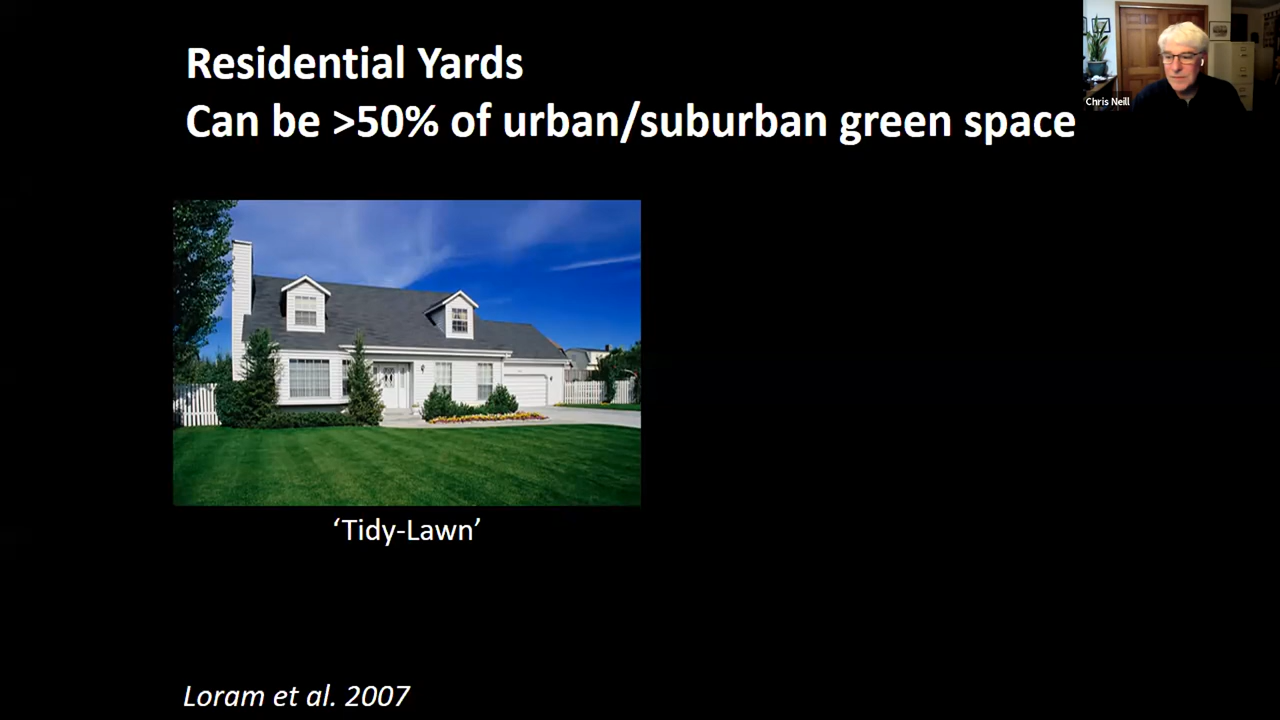 Residential Yards
Can be >50% of urban/suburban green space
Chris Neill
‘Tidy-Lawn’
Loram et al. 2007